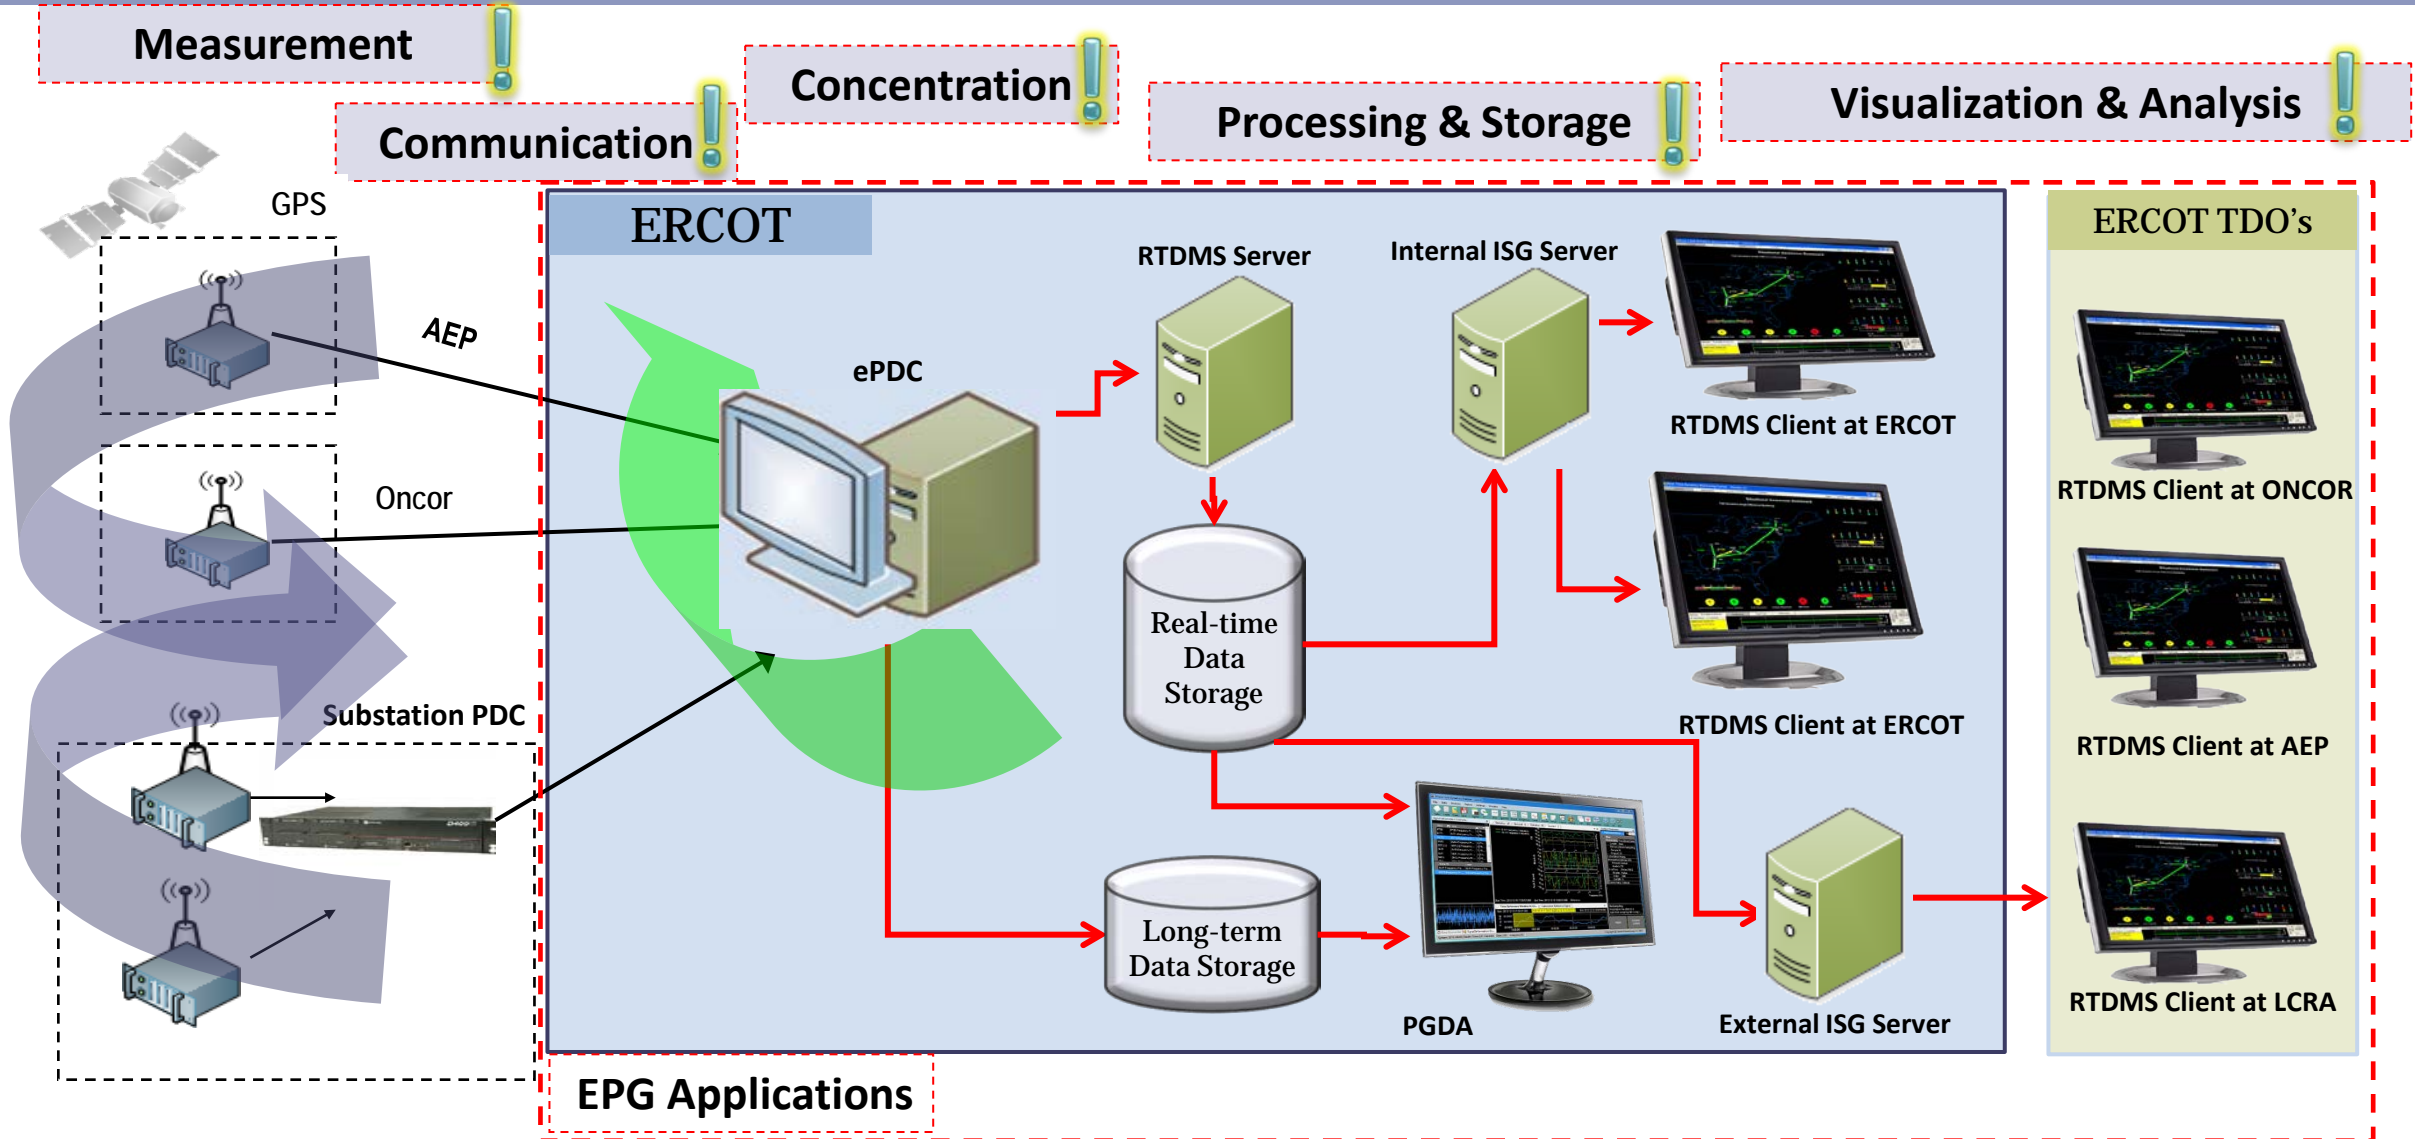 Measurement
Communication
Concentration
Processing & Storage
Visualization & Analysis
GPS
AEP
Oncor
Substation PDC
ERCOT
ePDC
RTDMS Server
Internal ISG Server
RTDMS Client at ERCOT
RTDMS Client at ERCOT
Real-time
Data
Storage
Long-term
Data Storage
PGDA
External ISG Server
ERCOT TDO's
RTDMS Client at ONCOR
RTDMS Client at AEP
RTDMS Client at LCRA
EPG Applications